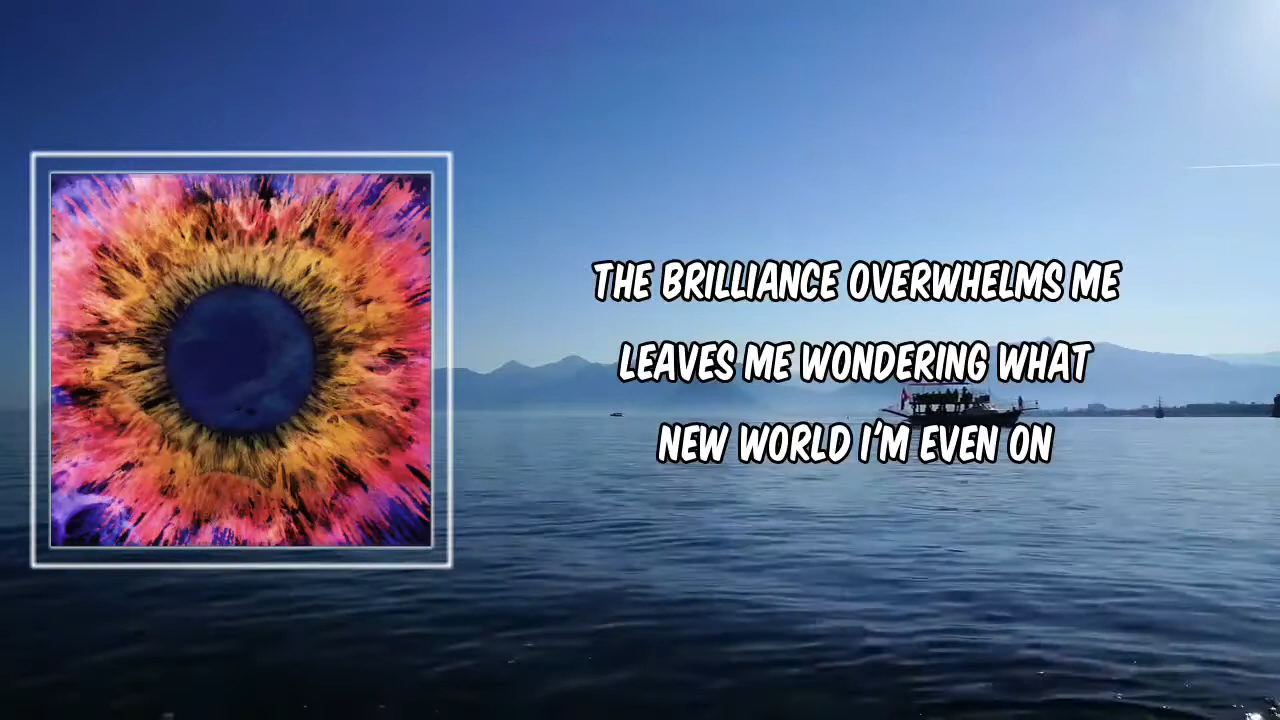 THE BRILLIANCE OVERWHELMS ME
LEAVES ME WONDERING WHAT
NEW WORLD I'M EVEN ON